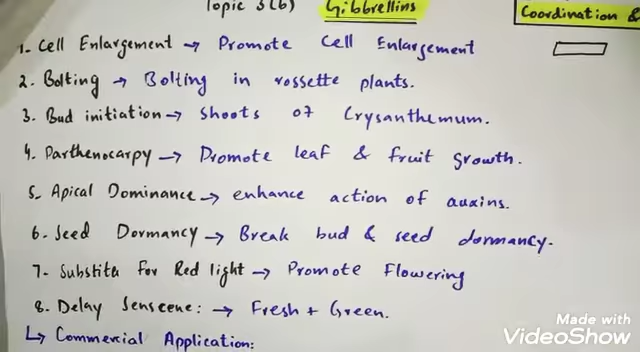 Topic 3(b) Gibbrellins
Coordination &
1- Cell Enlargement → Promote Cell Enlargement
2. Bolting → Bolting in rossette plants.
3. Bud initiation → Shoots of Crysanthemum.
4. Parthenocarpy → Promote leaf & fruit growth.
5. Apical Dominance → enhance action of auxins.
6. Seed Dormancy → Break bud & seed dormancy.
7- Substite For Red light → Promote Flowering
8. Delay Senscene: → Fresh + Green.
↳ Commercial Application:
Made with
VideoShow